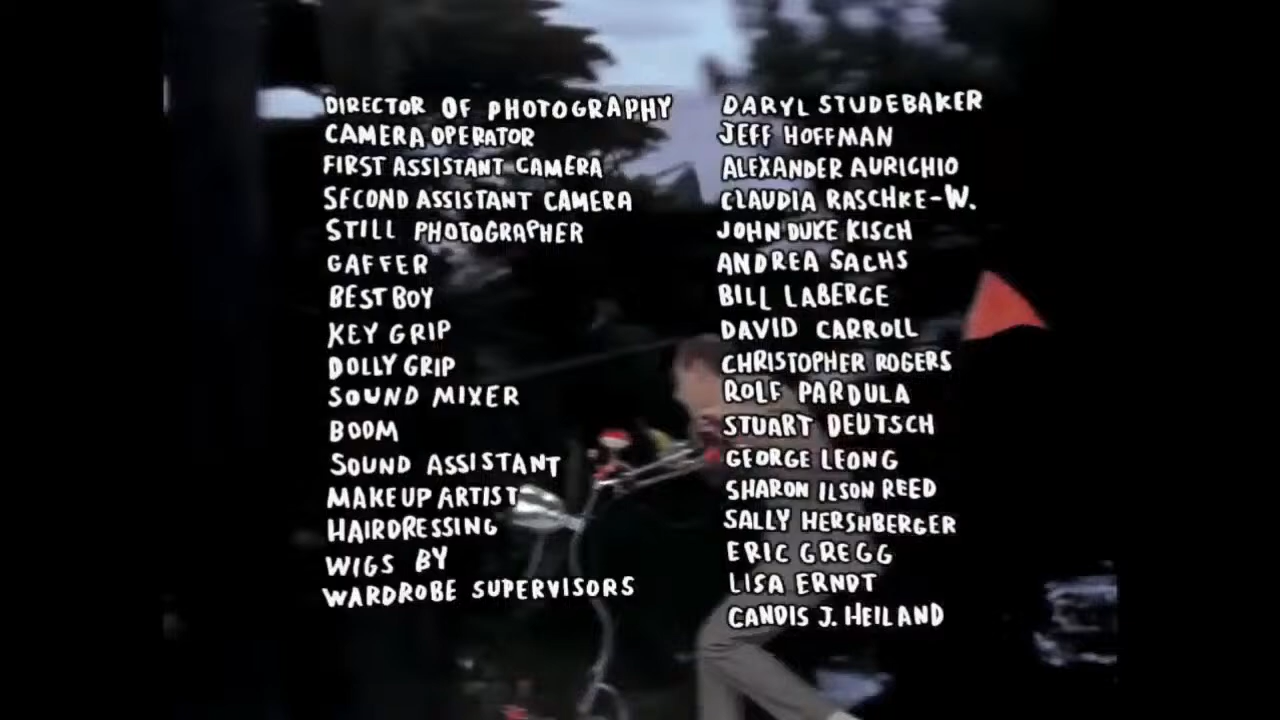 DIRECTOR OF PHOTOGRAPHY DARYL STUDEBAKER
CAMERA OPERATOR JEFF HOFFMAN
FIRST ASSISTANT CAMERA ALEXANDER AURICHIO
SECOND ASSISTANT CAMERA CLAUDIA RASCHKE-W.
STILL PHOTOGRAPHER JOHN DUKE KISCH
GAFFER ANDREA SACHS
BEST BOY BILL LABERGE
KEY GRIP DAVID CARROLL
DOLLY GRIP CHRISTOPHER ROGERS
SOUND MIXER ROLF PARDULA
BOOM STUART DEUTSCH
SOUND ASSISTANT GEORGE LEONG
MAKEUP ARTIST SHARON ILSON REED
HAIRDRESSING SALLY HERSHBERGER
WIGS BY ERIC GREGG
WARDROBE SUPERVISORS LISA ERNDT
CANDIS J. HEILAND